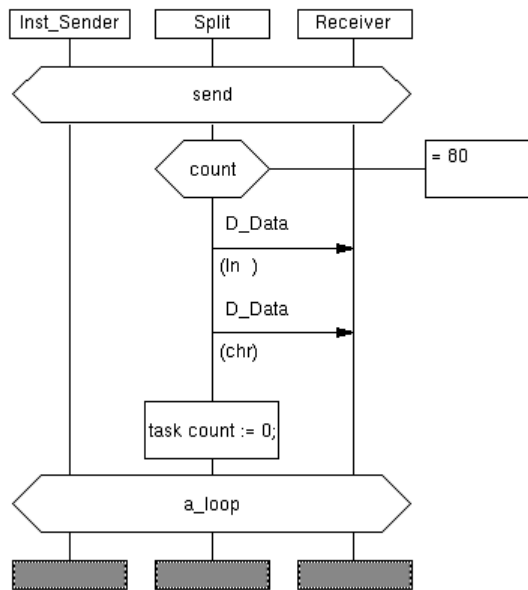 Inst_Sender Split Receiver
send
count
= 80
D_Data
(ln )
D_Data
(chr)
task count := 0;
a_loop